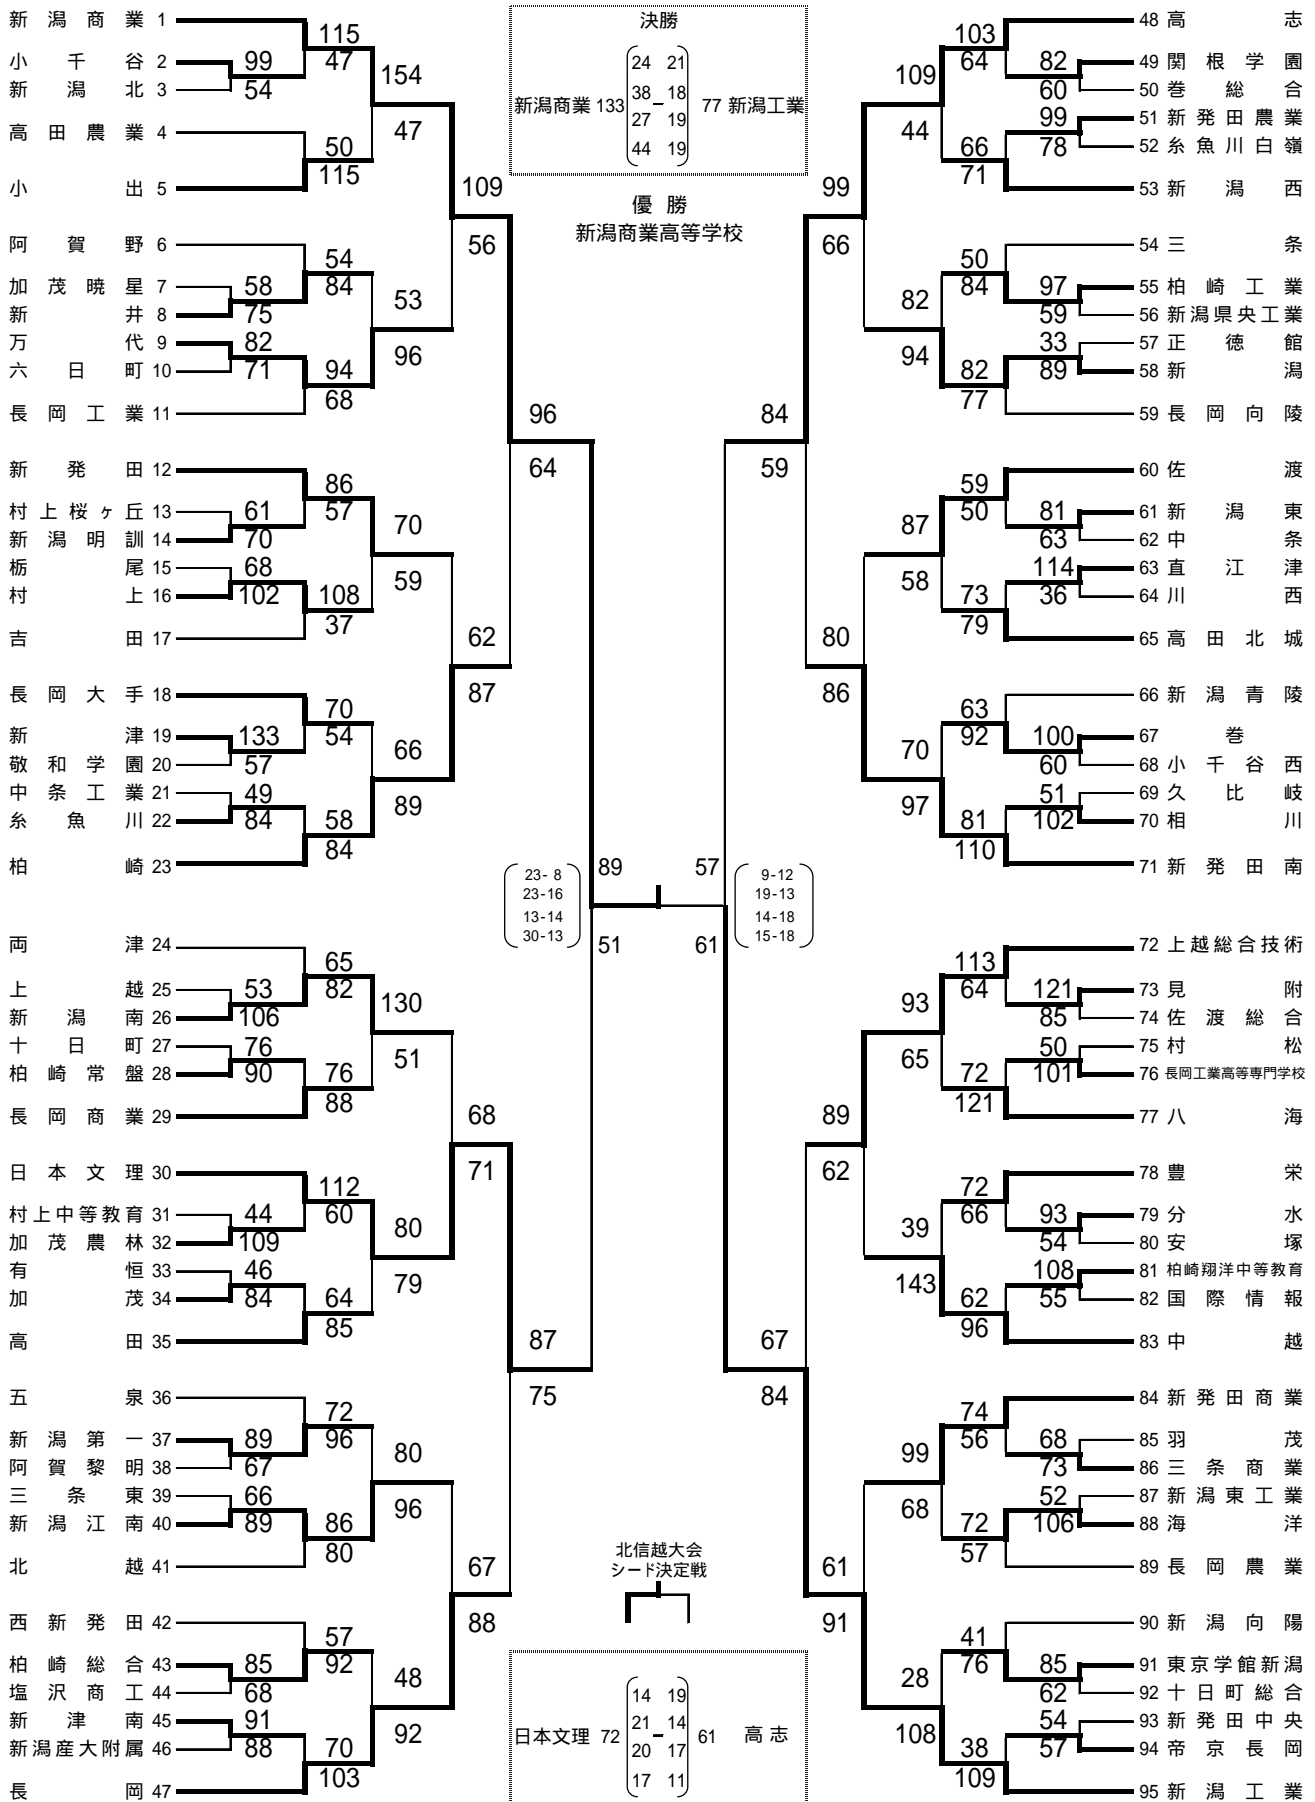 新潟商業 1
115
47
小千谷 2
99
新潟北 3
54
154
47
高田農業 4
50
115
小出 5
109
56
阿賀野 6
54
84
加茂暁星 7
58
新井 8
75
53
96
万代 9
82
六日町 10
71
94
68
長岡工業 11
96
64
新発田 12
86
57
村上桜ヶ丘 13
61
新潟明訓 14
70
70
59
栃尾 15
68
村上 16
102
108
37
吉田 17
62
87
長岡大手 18
70
54
新津 19
133
敬和学園 20
57
66
89
中条工業 21
49
糸魚川 22
84
58
84
柏崎 23
23- 8
23-16
13-14
30-13
89
51
両津 24
65
82
上越 25
53
新潟南 26
106
130
51
十日町 27
76
柏崎常盤 28
90
76
88
長岡商業 29
68
71
日本文理 30
112
60
村上中等教育 31
44
加茂農林 32
109
80
79
有恒 33
46
加茂 34
84
64
85
高田 35
87
75
五泉 36
72
96
新潟第一 37
89
阿賀黎明 38
67
80
96
三条東 39
66
新潟江南 40
89
86
80
北越 41
67
88
西新発田 42
57
92
柏崎総合 43
85
塩沢商工 44
68
48
92
新津南 45
91
新潟産大附属 46
88
70
103
長岡 47
決勝
24 21
38 - 18
新潟商業 133
77 新潟工業
27 19
44 19
優勝
新潟商業高等学校
57
61
9-12
19-13
14-18
15-18
北信越大会
シード決定戦
14 19
21 - 14
日本文理 72
61 高志
20 17
17 11
48 高志
103
64
49 関根学園
82
50 巻総合
60
109
44
51 新発田農業
99
52 糸魚川白嶺
78
66
71
53 新潟西
99
66
54 三条
50
84
55 柏崎工業
97
56 新潟県央工業
59
82
94
57 正徳館
33
58 新潟
89
82
77
59 長岡向陵
84
59
60 佐渡
59
50
61 新潟東
81
62 中条
63
87
58
63 直江津
114
64 川西
36
73
79
65 高田北城
80
86
66 新潟青陵
63
92
67 巻
100
68 小千谷西
60
70
97
69 久比岐
51
70 相川
102
81
110
71 新発田南
72 上越総合技術
113
64
73 見附
121
74 佐渡総合
85
93
65
75 村松
50
76 長岡工業高等専門学校
101
72
121
77 八海
89
62
78 豊栄
72
66
79 分水
93
80 安塚
54
39
143
81 柏崎翔洋中等教育
108
82 国際情報
55
62
96
83 中越
67
84
84 新発田商業
74
56
85 羽茂
68
86 三条商業
73
99
68
87 新潟東工業
52
88 海洋
106
72
57
89 長岡農業
61
91
90 新潟向陽
41
76
91 東京学館新潟
85
92 十日町総合
62
28
108
93 新発田中央
54
94 帝京長岡
57
38
109
95 新潟工業